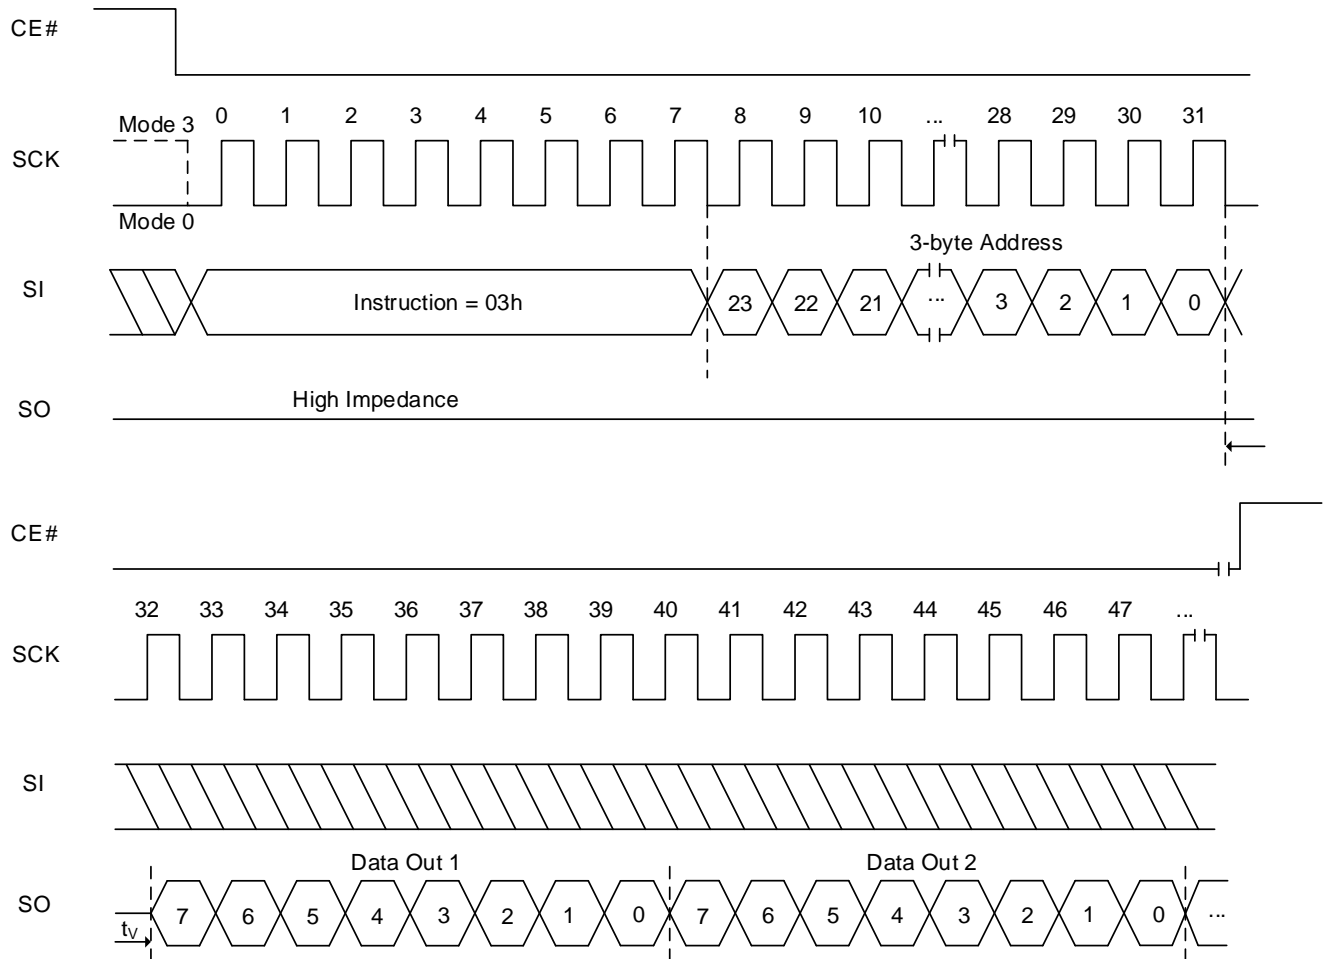 CE#
0 1 2 3 4 5 6 7 8 9 10 ... 28 29 30 31
Mode 3
SCK
Mode 0
3-byte Address
SI
Instruction = 03h
23 22 21 ... 3 2 1 0
High Impedance
SO
CE#
32 33 34 35 36 37 38 39 40 41 42 43 44 45 46 47 ...
SCK
SI
Data Out 1
Data Out 2
SO
7 6 5 4 3 2 1 0 7 6 5 4 3 2 1 0 ...
tV